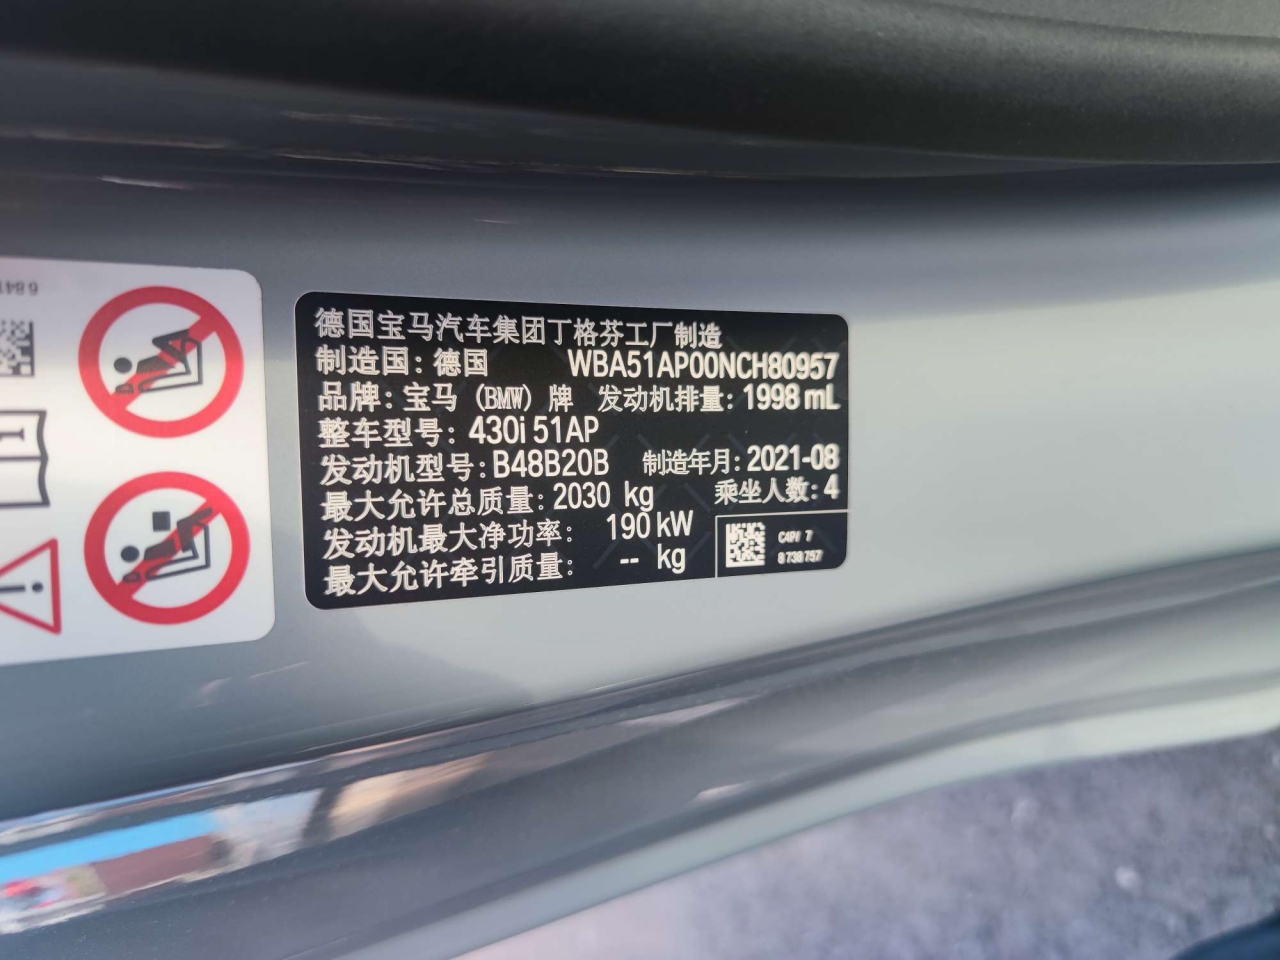 德国宝马汽车集团丁格芬工厂制造
制造国: 德国 WBA51AP00NCH80957
品牌: 宝马 (BMW) 牌 发动机排量: 1998 mL
整车型号: 430i 51AP
发动机型号: B48B20B 制造年月: 2021-08
最大允许总质量: 2030 kg 乘坐人数: 4
发动机最大净功率: 190 kW
最大允许牵引质量: -- kg
8 738 757